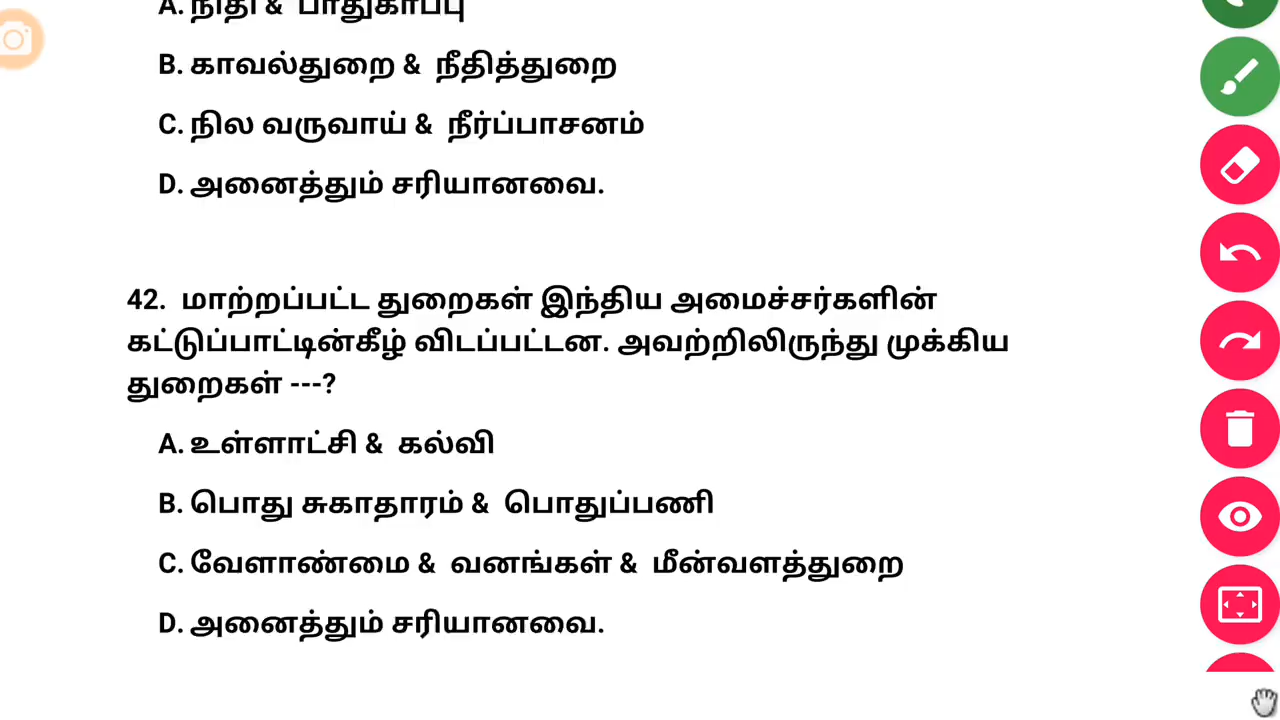 A. நிதி & பாதுகாப்பு
B. காவல்துறை & நீதித்துறை
C. நில வருவாய் & நீர்ப்பாசனம்
D. அனைத்தும் சரியானவை.
42. மாற்றப்பட்ட துறைகள் இந்திய அமைச்சர்களின்
கட்டுப்பாட்டின்கீழ் விடப்பட்டன. அவற்றிலிருந்து முக்கிய
துறைகள் ---?
A. உள்ளாட்சி & கல்வி
B. பொது சுகாதாரம் & பொதுப்பணி
C. வேளாண்மை & வனங்கள் & மீன்வளத்துறை
D. அனைத்தும் சரியானவை.